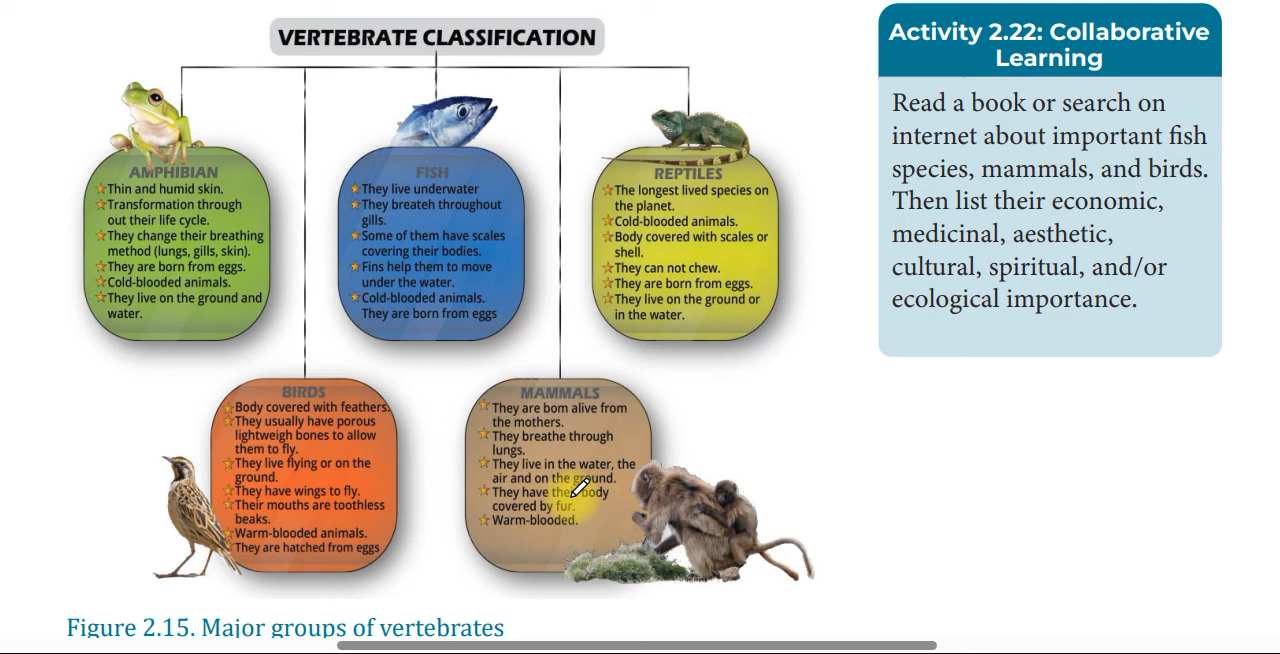 VERTEBRATE CLASSIFICATION
AMPHIBIAN
Thin and humid skin.
Transformation through
out their life cycle.
They change their breathing
method (lungs, gills, skin).
They are born from eggs.
Cold-blooded animals.
They live on the ground and
water.
FISH
They live underwater
They breateh throughout
gills.
Some of them have scales
covering their bodies.
Fins help them to move
under the water.
Cold-blooded animals.
They are born from eggs
REPTILES
The longest lived species on
the planet.
Cold-blooded animals.
Body covered with scales or
shell.
They can not chew.
They are born from eggs.
They live on the ground or
in the water.
BIRDS
Body covered with feathers.
They usually have porous
lightweigh bones to allow
them to fly.
They live flying or on the
ground.
They have wings to fly.
Their mouths are toothless
beaks.
Warm-blooded animals.
They are hatched from eggs
MAMMALS
They are bom alive from
the mothers.
They breathe through
lungs.
They live in the water, the
air and on the ground.
They have their body
covered by fur.
Warm-blooded.
Figure 2.15. Major groups of vertebrates
Activity 2.22: Collaborative
Learning
Read a book or search on
internet about important fish
species, mammals, and birds.
Then list their economic,
medicinal, aesthetic,
cultural, spiritual, and/or
ecological importance.